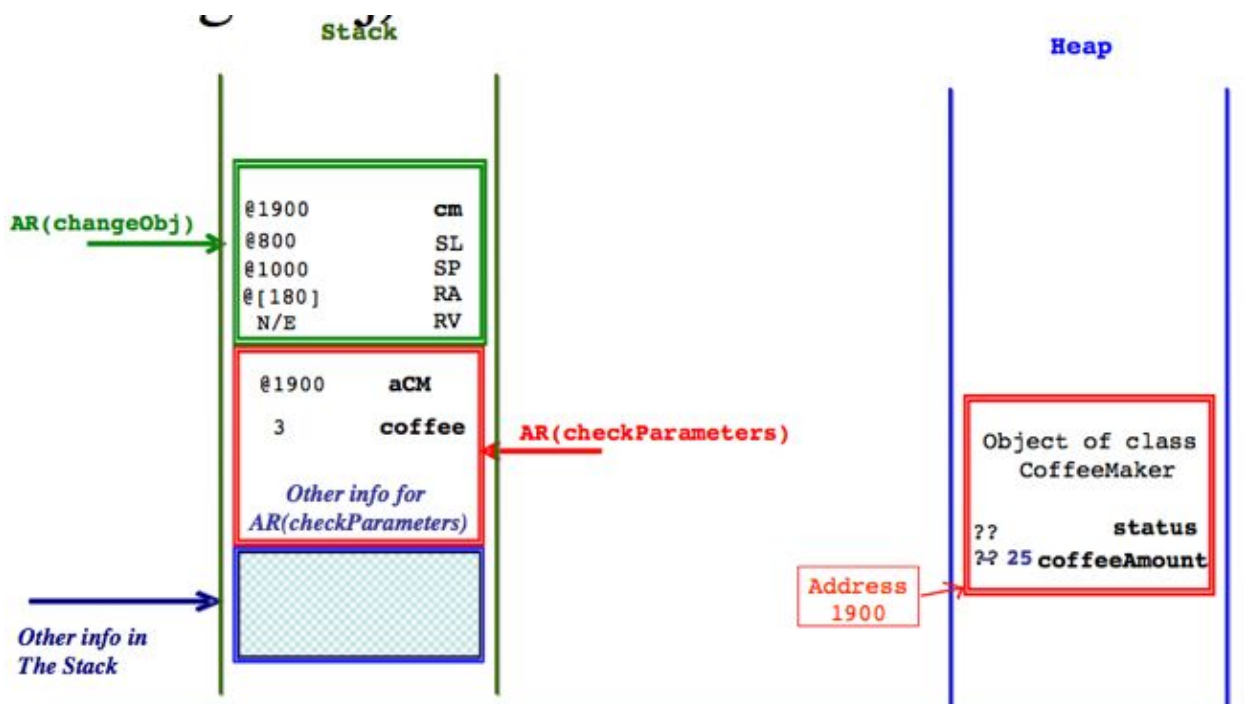 Stack
Heap
AR(changeObj)
@1900 cm
@800 SL
@1000 SP
@[180] RA
N/E RV
@1900 aCM
3 coffee
AR(checkParameters)
Other info for
AR(checkParameters)
Object of class
CoffeeMaker
?? status
?? 25 coffeeAmount
Address
1900
Other info in
The Stack